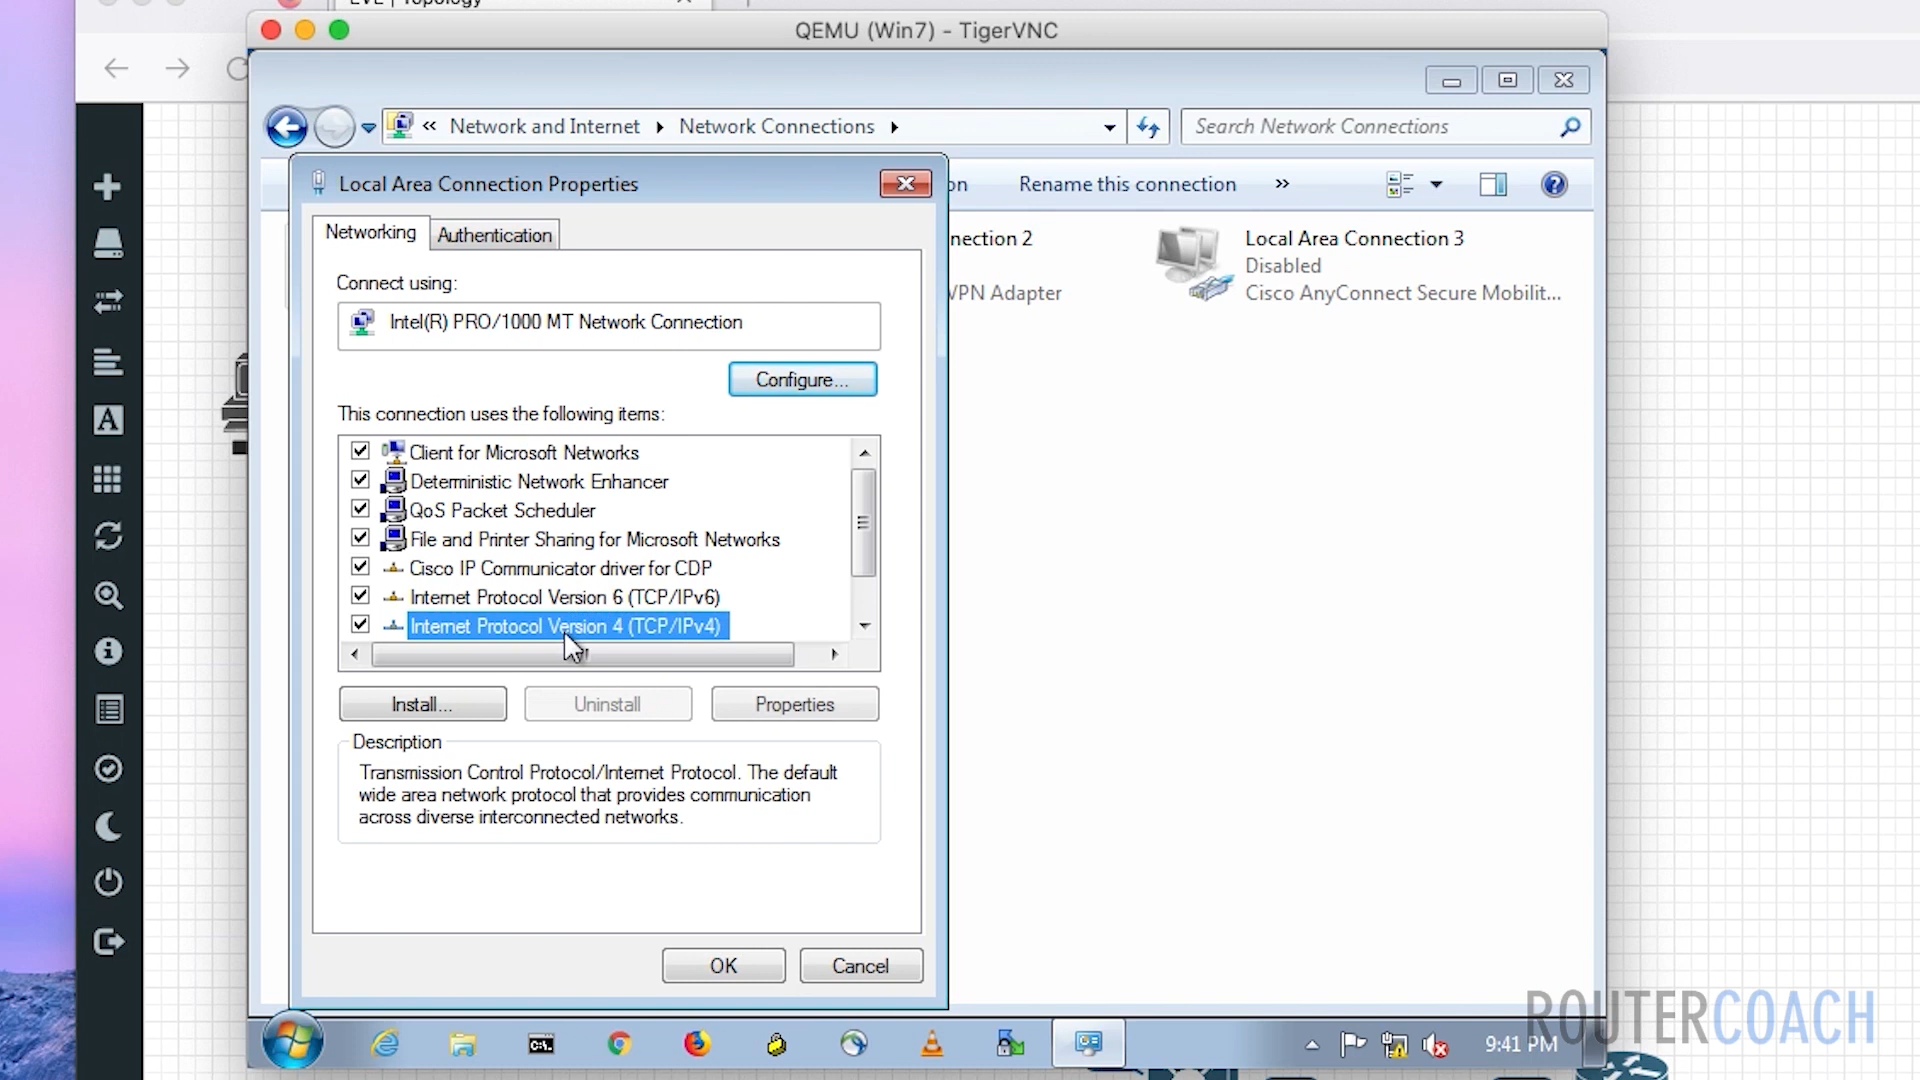 EVE | Topology
QEMU (Win7) - TigerVNC
« Network and Internet Network Connections
Search Network Connections
Local Area Connection Properties
on
Rename this connection »
Networking
Authentication
nection 2
VPN Adapter
Local Area Connection 3
Disabled
Cisco AnyConnect Secure Mobilit...
Connect using:
Intel(R) PRO/1000 MT Network Connection
Configure...
This connection uses the following items:
Client for Microsoft Networks
Deterministic Network Enhancer
QoS Packet Scheduler
File and Printer Sharing for Microsoft Networks
Cisco IP Communicator driver for CDP
Internet Protocol Version 6 (TCP/IPv6)
Internet Protocol Version 4 (TCP/IPv4)
Install...
Uninstall
Properties
Description
Transmission Control Protocol/Internet Protocol. The default
wide area network protocol that provides communication
across diverse interconnected networks.
OK
Cancel
9:41 PM
ROUTERCOACH